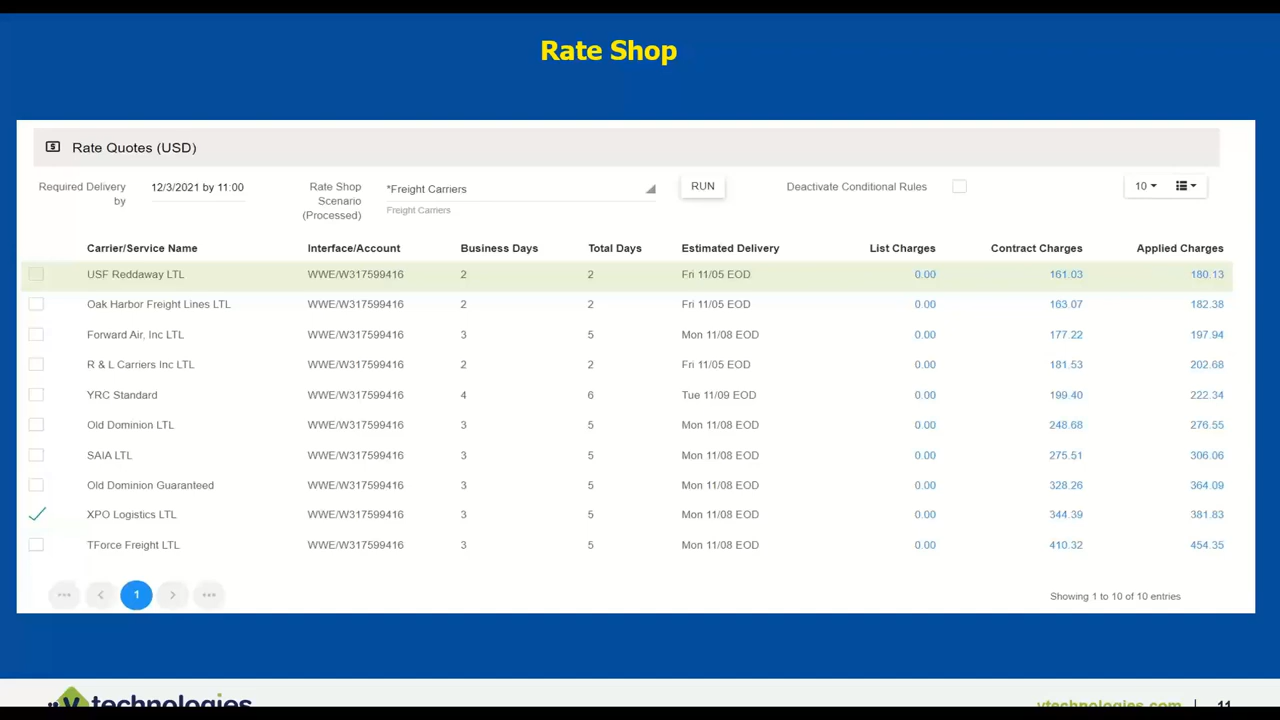 Rate Shop
Rate Quotes (USD)
Required Delivery by 12/3/2021 by 11:00 Rate Shop Scenario (Processed) *Freight Carriers Freight Carriers RUN Deactivate Conditional Rules 10
Carrier/Service Name Interface/Account Business Days Total Days Estimated Delivery List Charges Contract Charges Applied Charges
USF Reddaway LTL WWE/W317599416 2 2 Fri 11/05 EOD 0.00 161.03 180.13
Oak Harbor Freight Lines LTL WWE/W317599416 2 2 Fri 11/05 EOD 0.00 163.07 182.38
Forward Air, Inc LTL WWE/W317599416 3 5 Mon 11/08 EOD 0.00 177.22 197.94
R & L Carriers Inc LTL WWE/W317599416 2 2 Fri 11/05 EOD 0.00 181.53 202.68
YRC Standard WWE/W317599416 4 6 Tue 11/09 EOD 0.00 199.40 222.34
Old Dominion LTL WWE/W317599416 3 5 Mon 11/08 EOD 0.00 248.68 276.55
SAIA LTL WWE/W317599416 3 5 Mon 11/08 EOD 0.00 275.51 306.06
Old Dominion Guaranteed WWE/W317599416 3 5 Mon 11/08 EOD 0.00 328.26 364.09
XPO Logistics LTL WWE/W317599416 3 5 Mon 11/08 EOD 0.00 344.39 381.83
TForce Freight LTL WWE/W317599416 3 5 Mon 11/08 EOD 0.00 410.32 454.35
1
Showing 1 to 10 of 10 entries
v technologies vtechnologies.com | 11